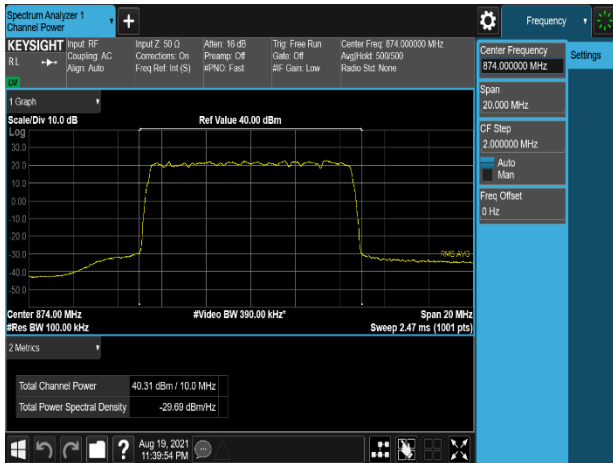 Spectrum Analyzer 1
Channel Power
+
Frequency
KEYSIGHT
RL
Input: RF
Coupling: AC
Align: Auto
Input Z: 50 Ω
Corrections: On
Freq Ref: Int (S)
Atten: 16 dB
Preamp: Off
#PNO: Fast
Trig: Free Run
Gate: Off
#IF Gain: Low
Center Freq: 874.000000 MHz
Avg|Hold: 500/500
Radio Std: None
Center Frequency
874.000000 MHz
Settings
Span
20.000 MHz
CF Step
2.000000 MHz
Auto
Man
Freq Offset
0 Hz
1 Graph
Scale/Div 10.0 dB
Ref Value 40.00 dBm
Log
30.0
20.0
10.0
0.00
-10.0
-20.0
-30.0
-40.0
-50.0
RMS AVG
Center 874.00 MHz
#Video BW 390.00 kHz*
Span 20 MHz
#Res BW 100.00 kHz
Sweep 2.47 ms (1001 pts)
2 Metrics
Total Channel Power 40.31 dBm / 10.0 MHz
Total Power Spectral Density -29.69 dBm/Hz
?
Aug 19, 2021
11:39:54 PM